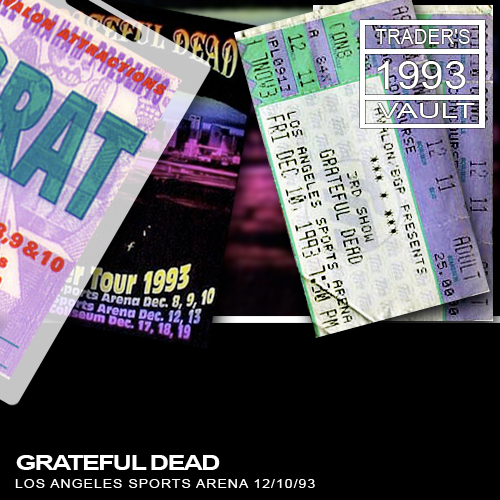 AVALON ATTRACTIONS
GRATEFUL DEAD
RAT
8,9&10
r Tour 1993
ports Arena Dec. 8, 9, 10
ports Arena Dec. 12, 13
Coliseum Dec. 17, 18, 19
12 11 A
CONB
AVALON/BGP PRESENTS
*** * ***
3RD SHOW
GRATEFUL DEAD
LOS ANGELES SPORTS ARENA
FRI DEC 10, 1993 7:30 PM
12 11
ADULT
25.00
TRADER'S
1993
VAULT
GRATEFUL DEAD
LOS ANGELES SPORTS ARENA 12/10/93